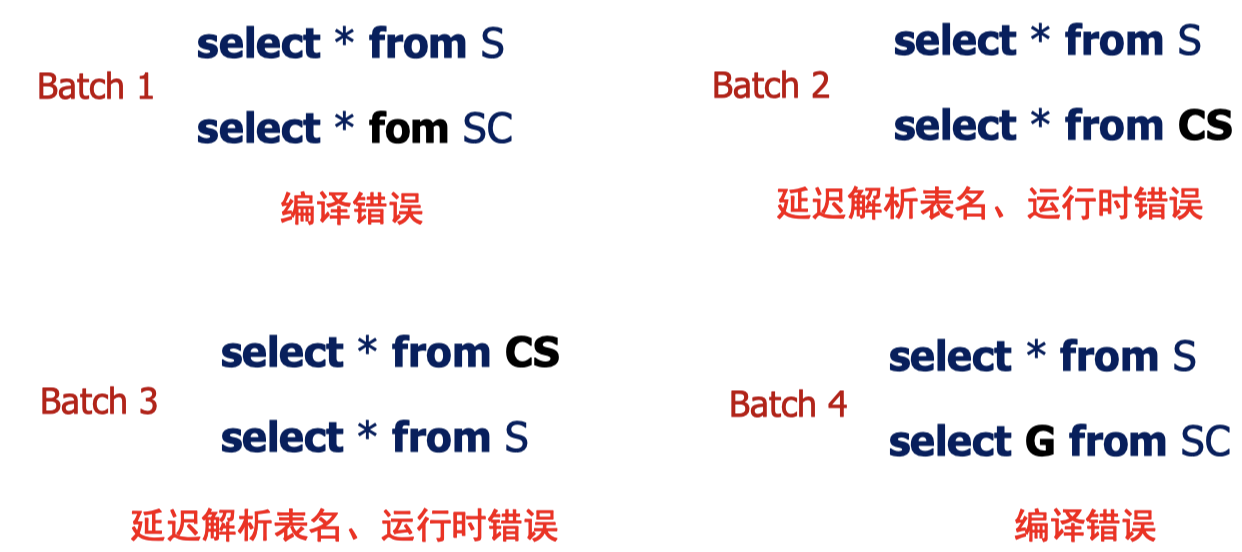 select * from S
Batch 1
select * fom SC
编译错误
select * from S
Batch 2
select * from CS
延迟解析表名、运行时错误
select * from CS
Batch 3
select * from S
延迟解析表名、运行时错误
select * from S
Batch 4
select G from SC
编译错误